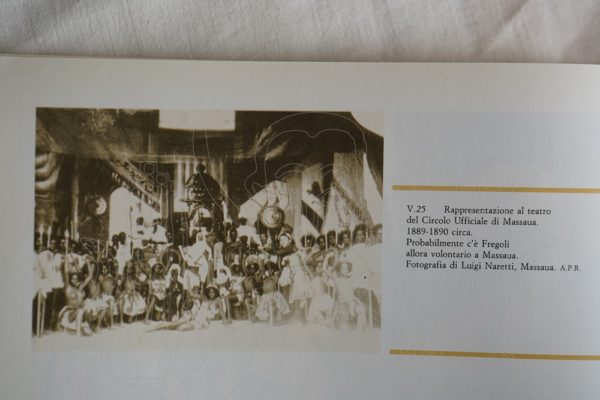 V.25 Rappresentazione al teatro
del Circolo Ufficiale di Massaua.
1889-1890 circa.
Probabilmente c'è Fregoli
allora volontario a Massaua.
Fotografia di Luigi Naretti, Massaua. A.P.R.